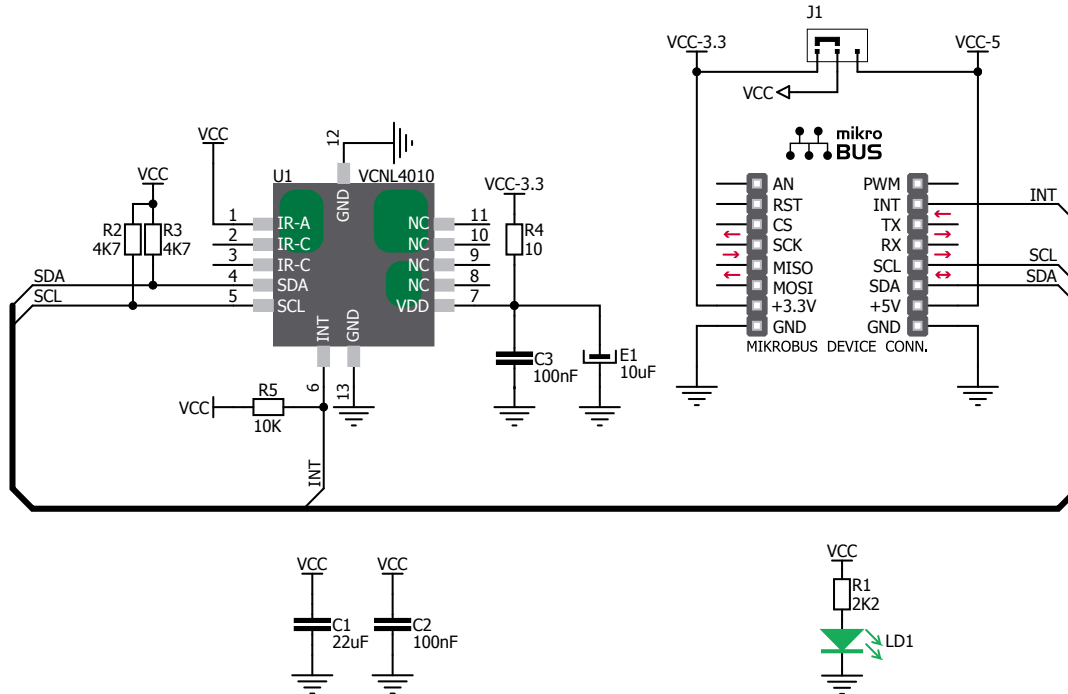 J1
VCC-3.3
VCC-5
VCC
mikro
BUS
VCC
12
VCC
U1
VCNL4010
GND
VCC-3.3
1
IR-A
2
IR-C
3
IR-C
4
SDA
5
SCL
NC
11
NC
10
NC
9
NC
8
VDD
7
R2
4K7
R3
4K7
SDA
SCL
R4
10
INT
GND
6
13
C3
100nF
E1
10uF
VCC
R5
10K
INT
AN
RST
CS
SCK
MISO
MOSI
+3.3V
GND
PWM
INT
TX
RX
SCL
SDA
+5V
GND
INT
SCL
SDA
MIKROBUS DEVICE CONN.
VCC
C1
22uF
VCC
C2
100nF
VCC
R1
2K2
LD1